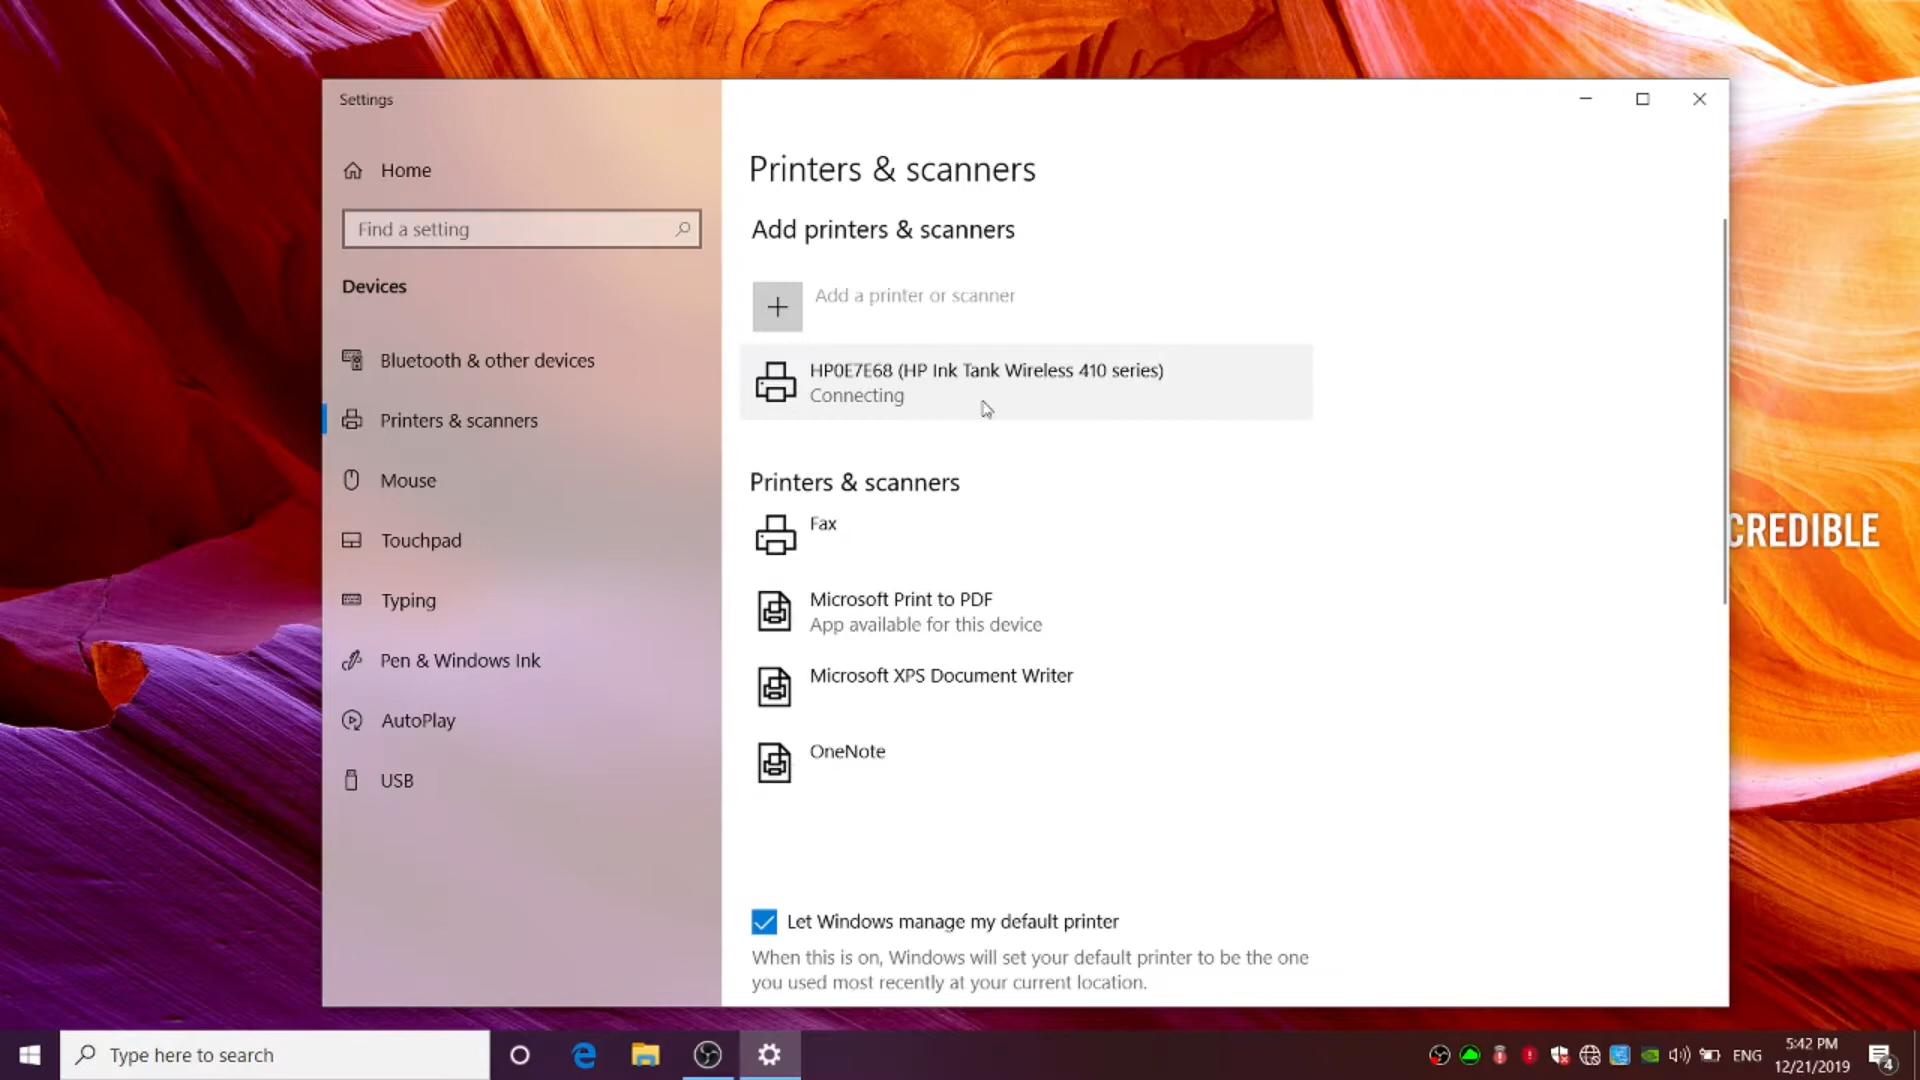 Settings
Home
Find a setting
Devices
Bluetooth & other devices
Printers & scanners
Mouse
Touchpad
Typing
Pen & Windows Ink
AutoPlay
USB
Printers & scanners
Add printers & scanners
Add a printer or scanner
HP0E7E68 (HP Ink Tank Wireless 410 series)
Connecting
Printers & scanners
Fax
Microsoft Print to PDF
App available for this device
Microsoft XPS Document Writer
OneNote
Let Windows manage my default printer
When this is on, Windows will set your default printer to be the one
you used most recently at your current location.
CREDIBLE
Type here to search
ENG
5:42 PM
12/21/2019
4